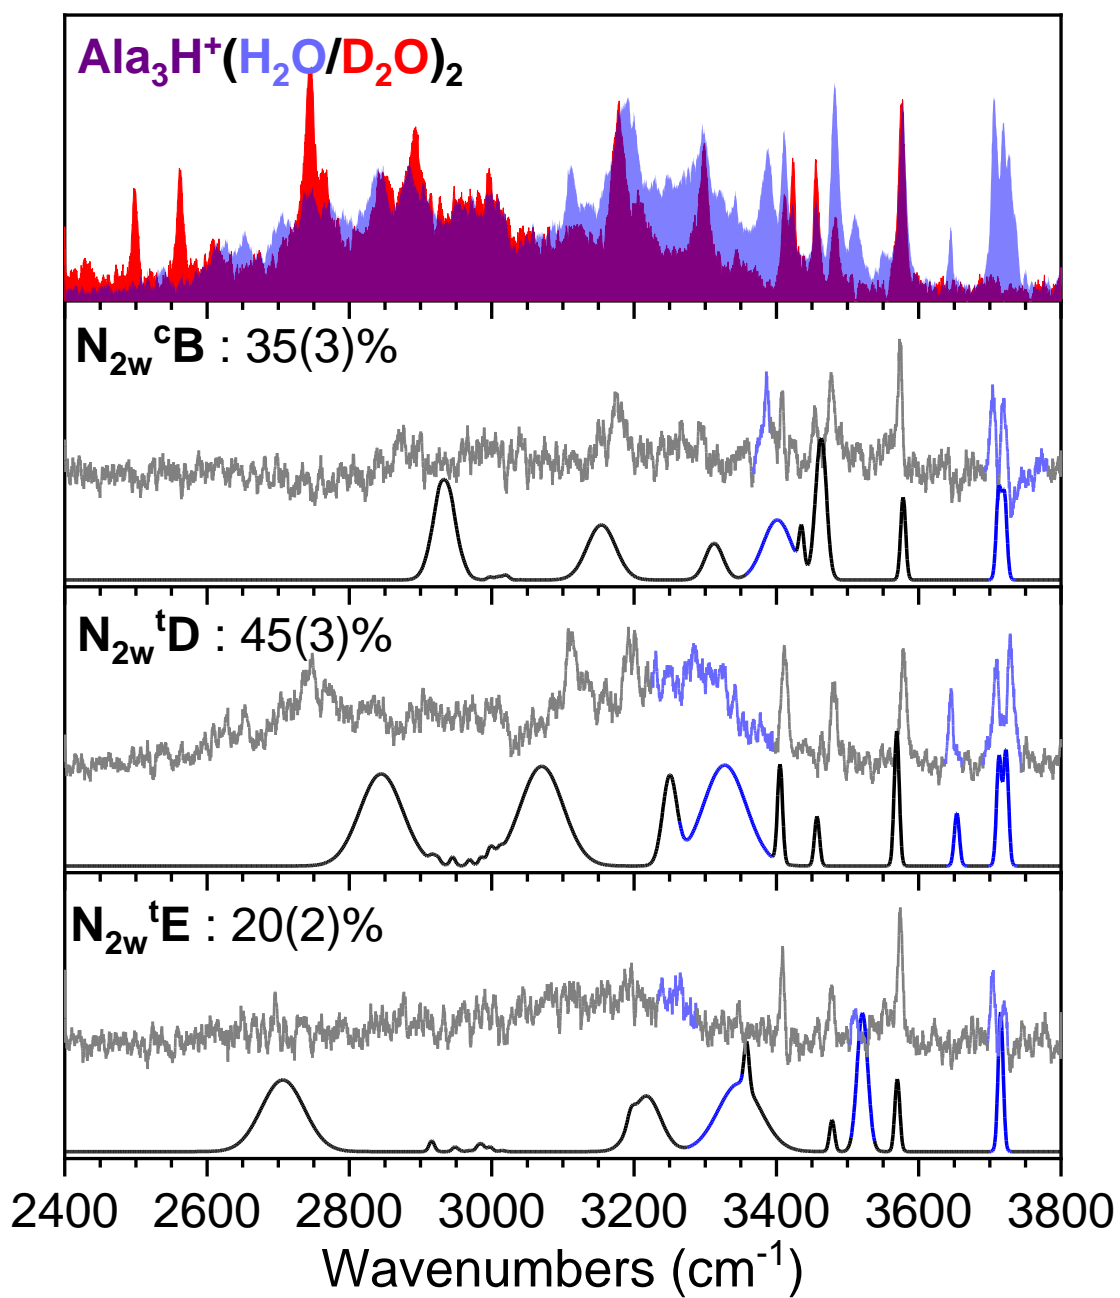 Ala₃H⁺(H₂O/D₂O)₂
N₂wᶜB : 35(3)%
N₂wᵗD : 45(3)%
N₂wᵗE : 20(2)%
2400 2600 2800 3000 3200 3400 3600 3800
Wavenumbers (cm⁻¹)